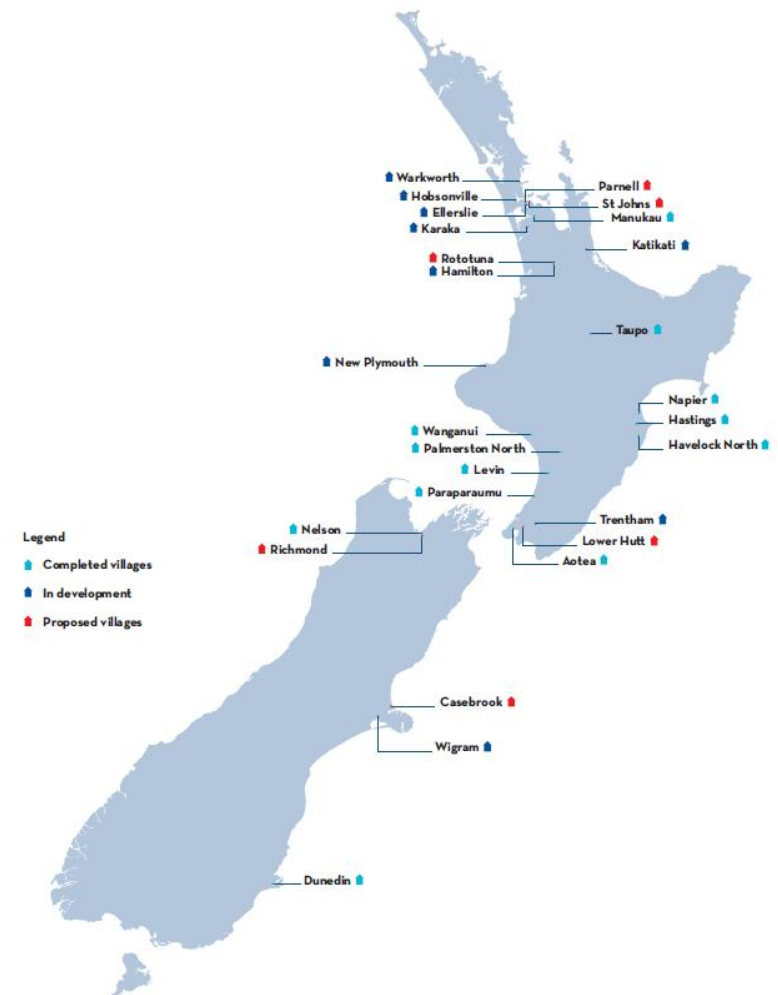 Warkworth
Hobsonville
Ellerslie
Karaka
Parnell
St Johns
Manukau
Katikati
Rototuna
Hamilton
Taupo
New Plymouth
Napier
Hastings
Havelock North
Wanganui
Palmerston North
Levin
Paraparaumu
Trentham
Lower Hutt
Aotea
Nelson
Richmond
Legend
Completed villages
In development
Proposed villages
Casebrook
Wigram
Dunedin